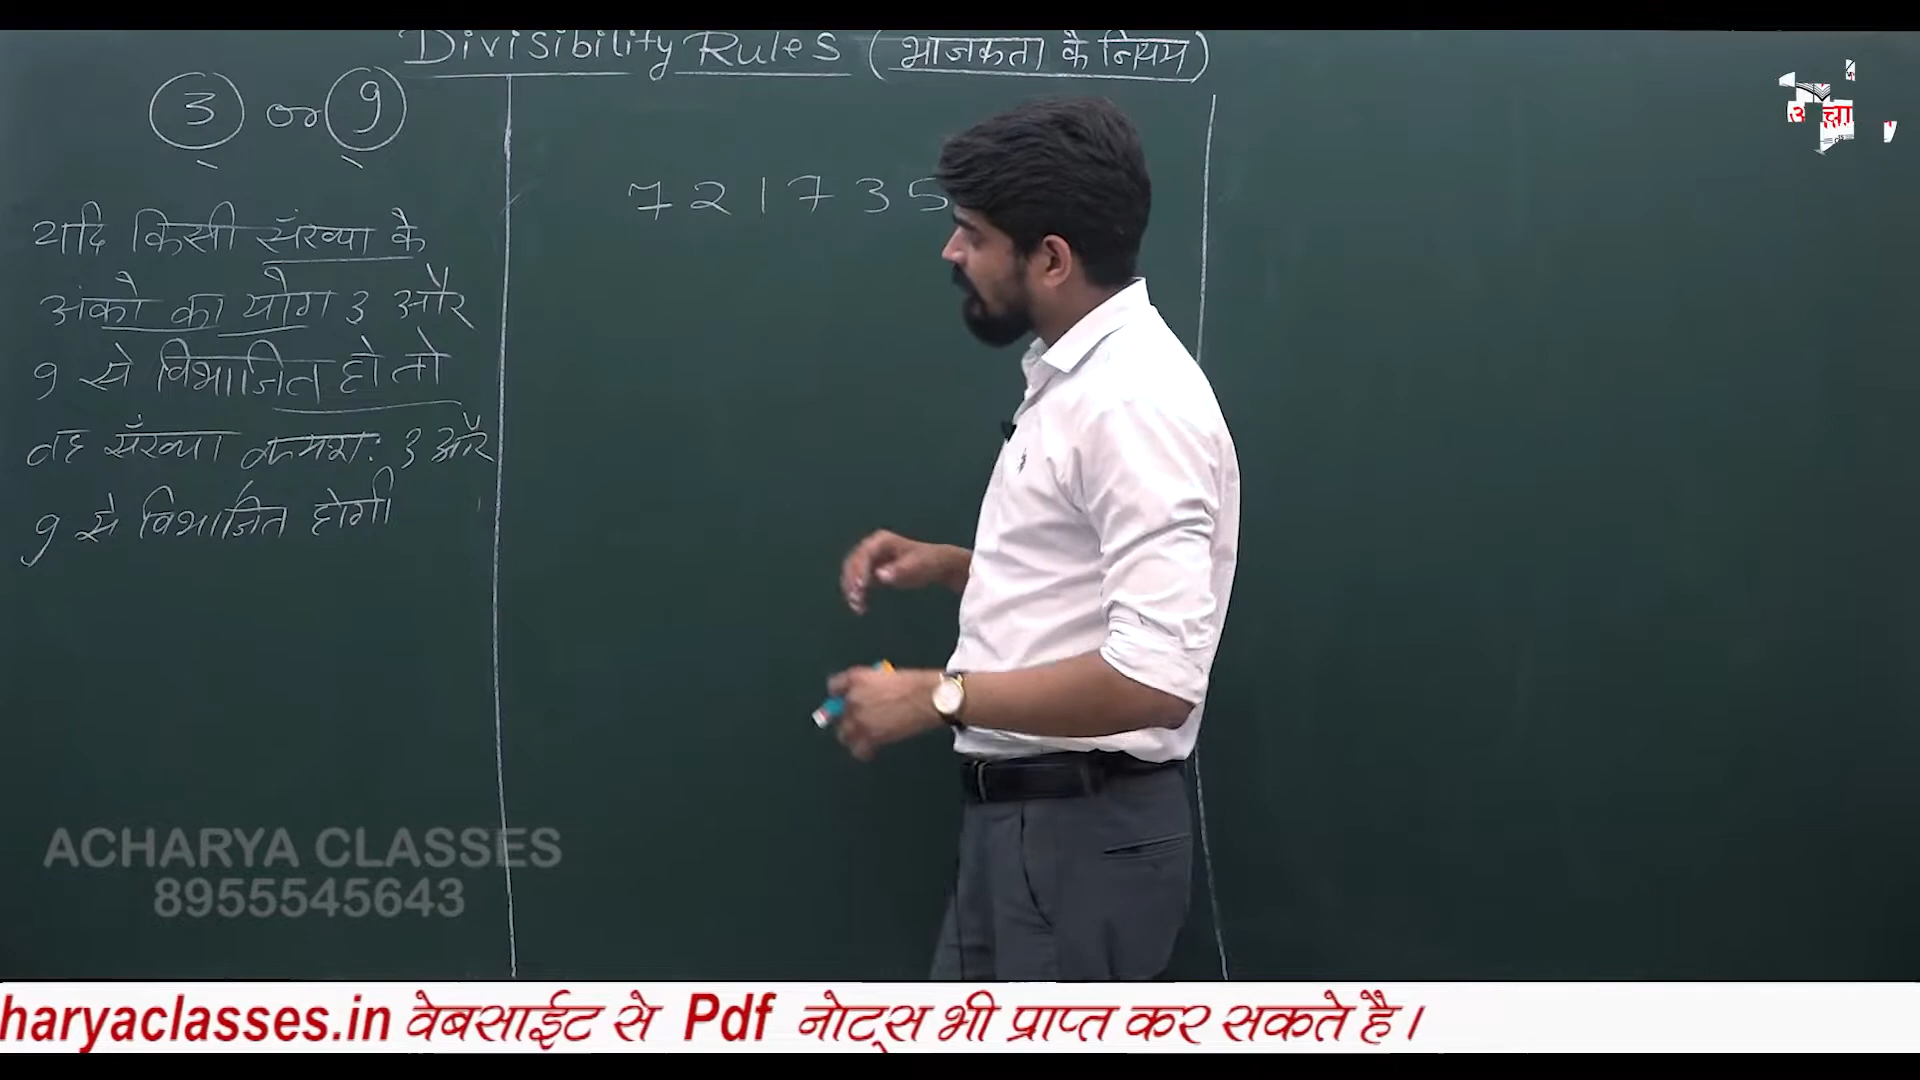 Divisibility Rules (भाजकता के नियम)
3 or 9
यदि किसी संख्या के
अंको का योग 3 और
9 से विभाजित हो तो
वह संख्या क्रमशः 3 और
9 से विभाजित होगी
721735
ACHARYA CLASSES
8955545643
haryaclasses.in वेबसाईट से Pdf नोट्स भी प्राप्त कर सकते है।